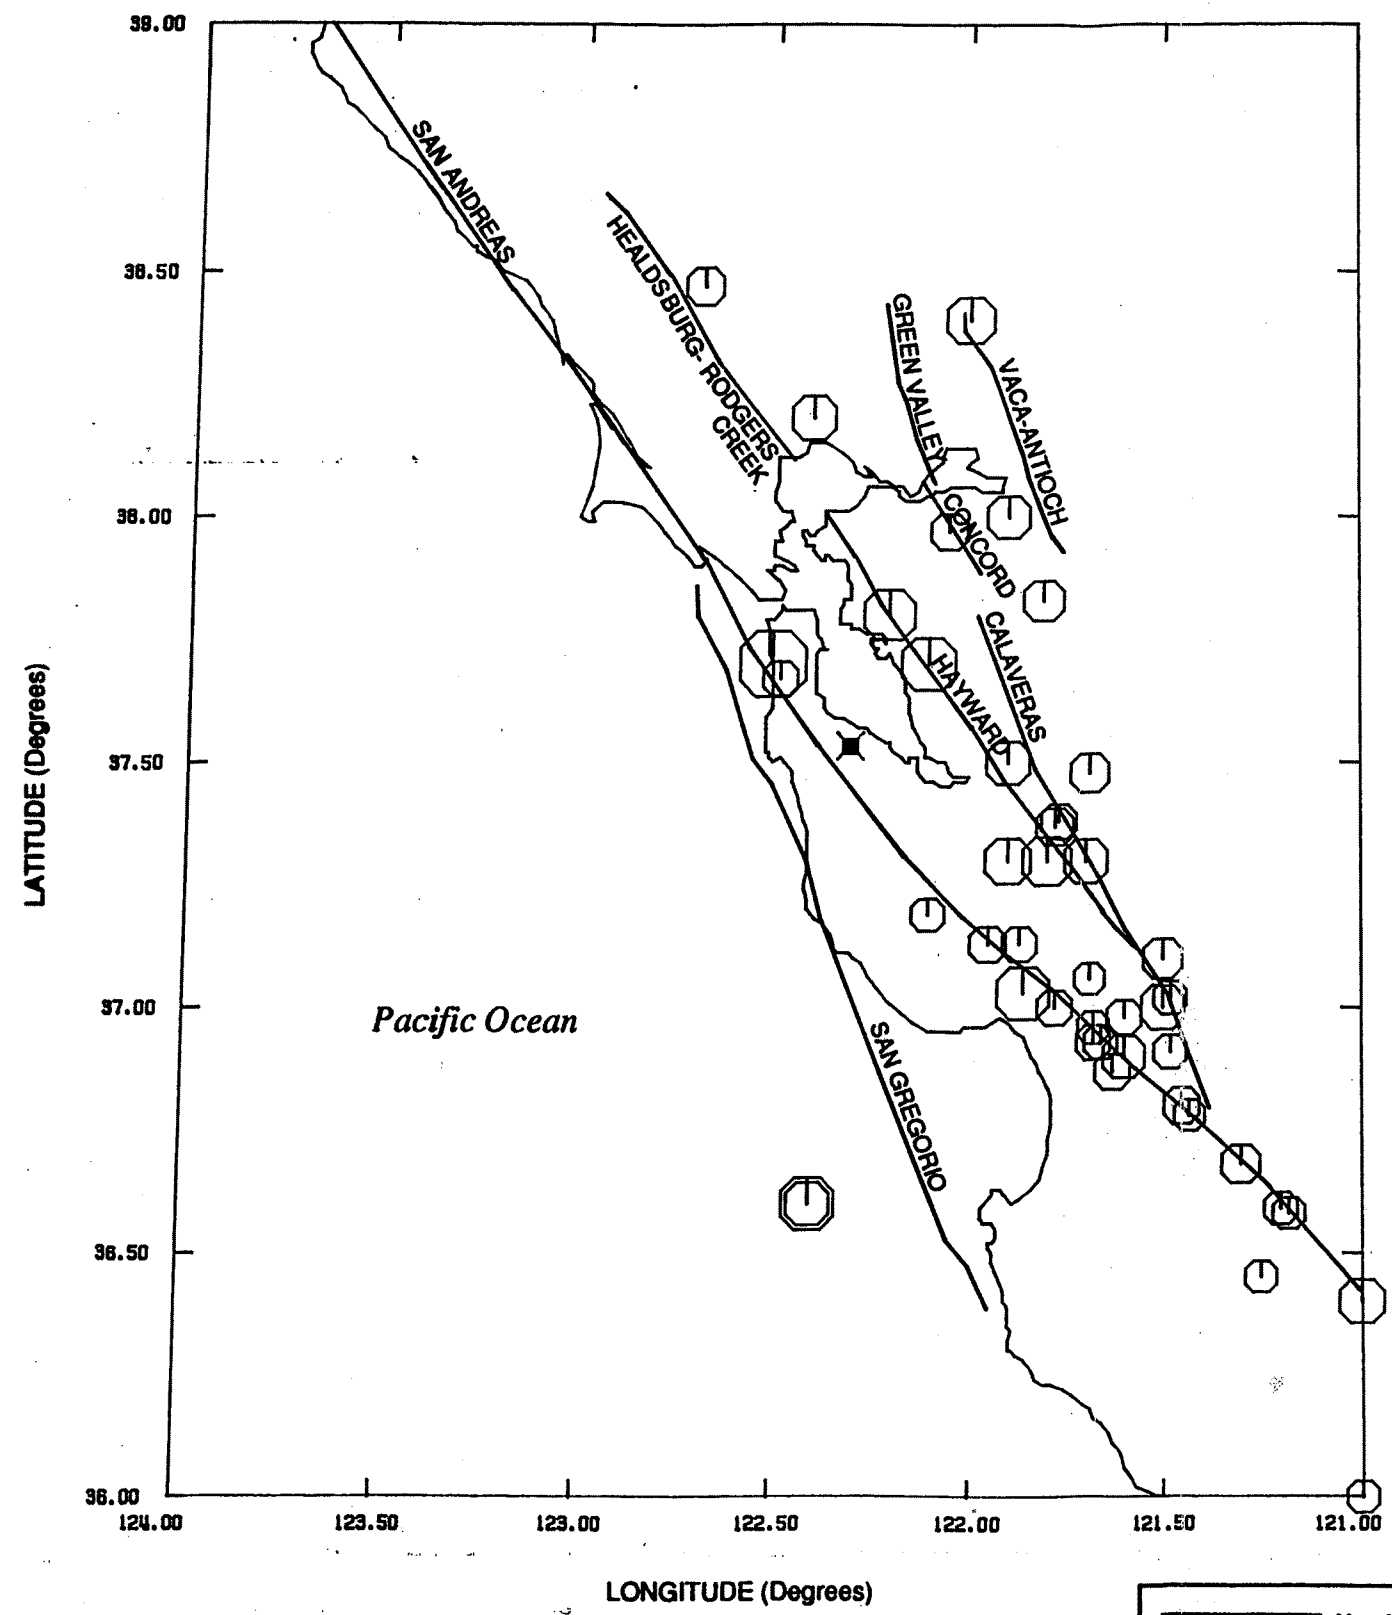 39.00
38.50
38.00
37.50
37.00
36.50
36.00
LATITUDE (Degrees)
124.00
123.50
123.00
122.50
122.00
121.50
121.00
LONGITUDE (Degrees)
SAN ANDREAS
HEALDSBURG- RODGERS
CREEK
GREEN VALLEY
VACA-ANTIOCH
CONCORD
CALAVERAS
HAYWARD
Pacific Ocean
SAN GREGORIO